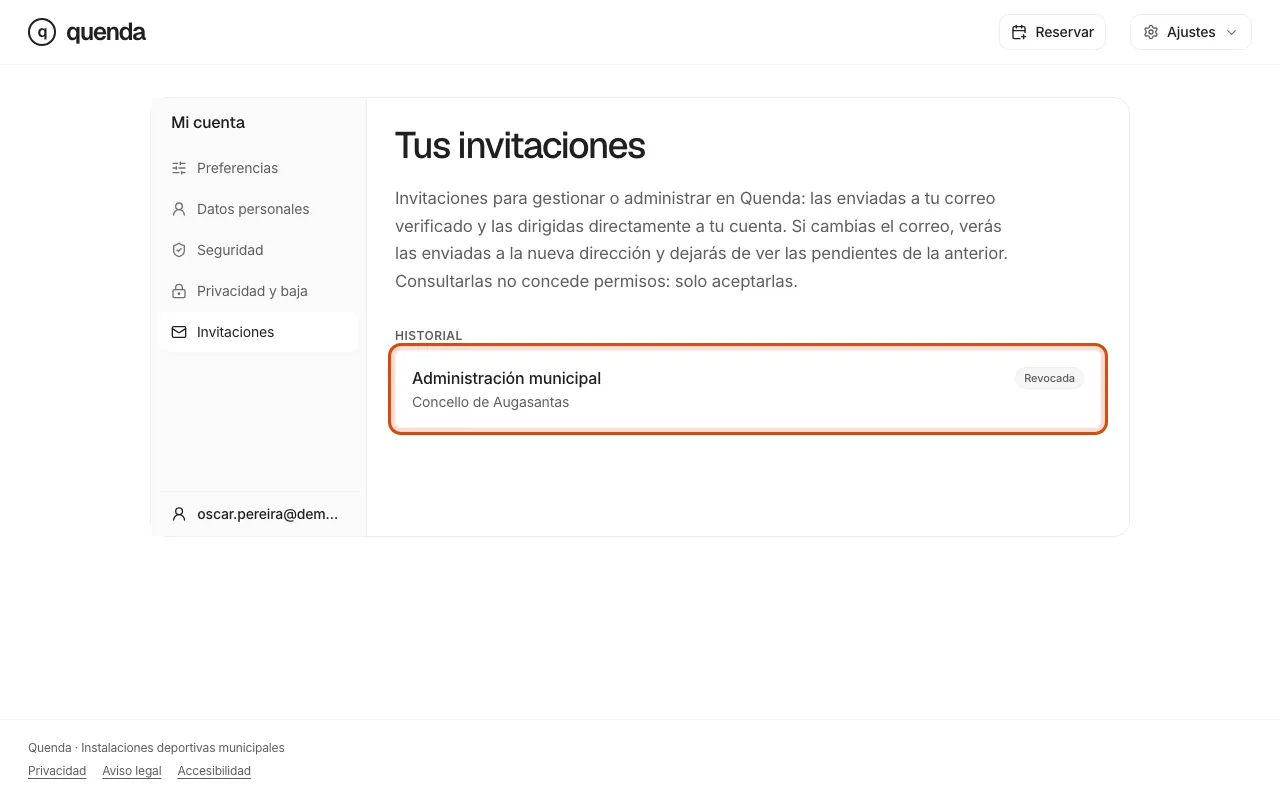 q quenda
Reservar
Ajustes
Mi cuenta
Preferencias
Datos personales
Seguridad
Privacidad y baja
Invitaciones
oscar.pereira@dem...
Tus invitaciones
Invitaciones para gestionar o administrar en Quenda: las enviadas a tu correo
verificado y las dirigidas directamente a tu cuenta. Si cambias el correo, verás
las enviadas a la nueva dirección y dejarás de ver las pendientes de la anterior.
Consultarlas no concede permisos: solo aceptarlas.
HISTORIAL
Administración municipal
Revocada
Concello de Augasantas
Quenda · Instalaciones deportivas municipales
Privacidad Aviso legal Accesibilidad